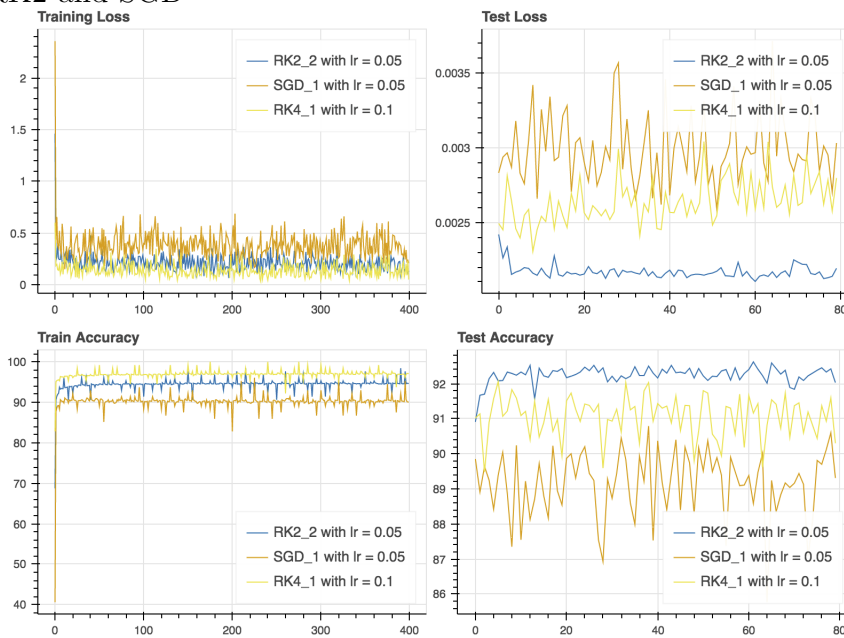 and SGD
Training Loss
2
1.5
1
0.5
0
0
100
200
300
400
RK2_2 with lr = 0.05
SGD_1 with lr = 0.05
RK4_1 with lr = 0.1
Test Loss
0.0035
0.003
0.0025
0
20
40
60
80
RK2_2 with lr = 0.05
SGD_1 with lr = 0.05
RK4_1 with lr = 0.1
Train Accuracy
100
90
80
70
60
50
40
0
100
200
300
400
RK2_2 with lr = 0.05
SGD_1 with lr = 0.05
RK4_1 with lr = 0.1
Test Accuracy
92
91
90
89
88
87
86
0
20
40
60
80
RK2_2 with lr = 0.05
SGD_1 with lr = 0.05
RK4_1 with lr = 0.1